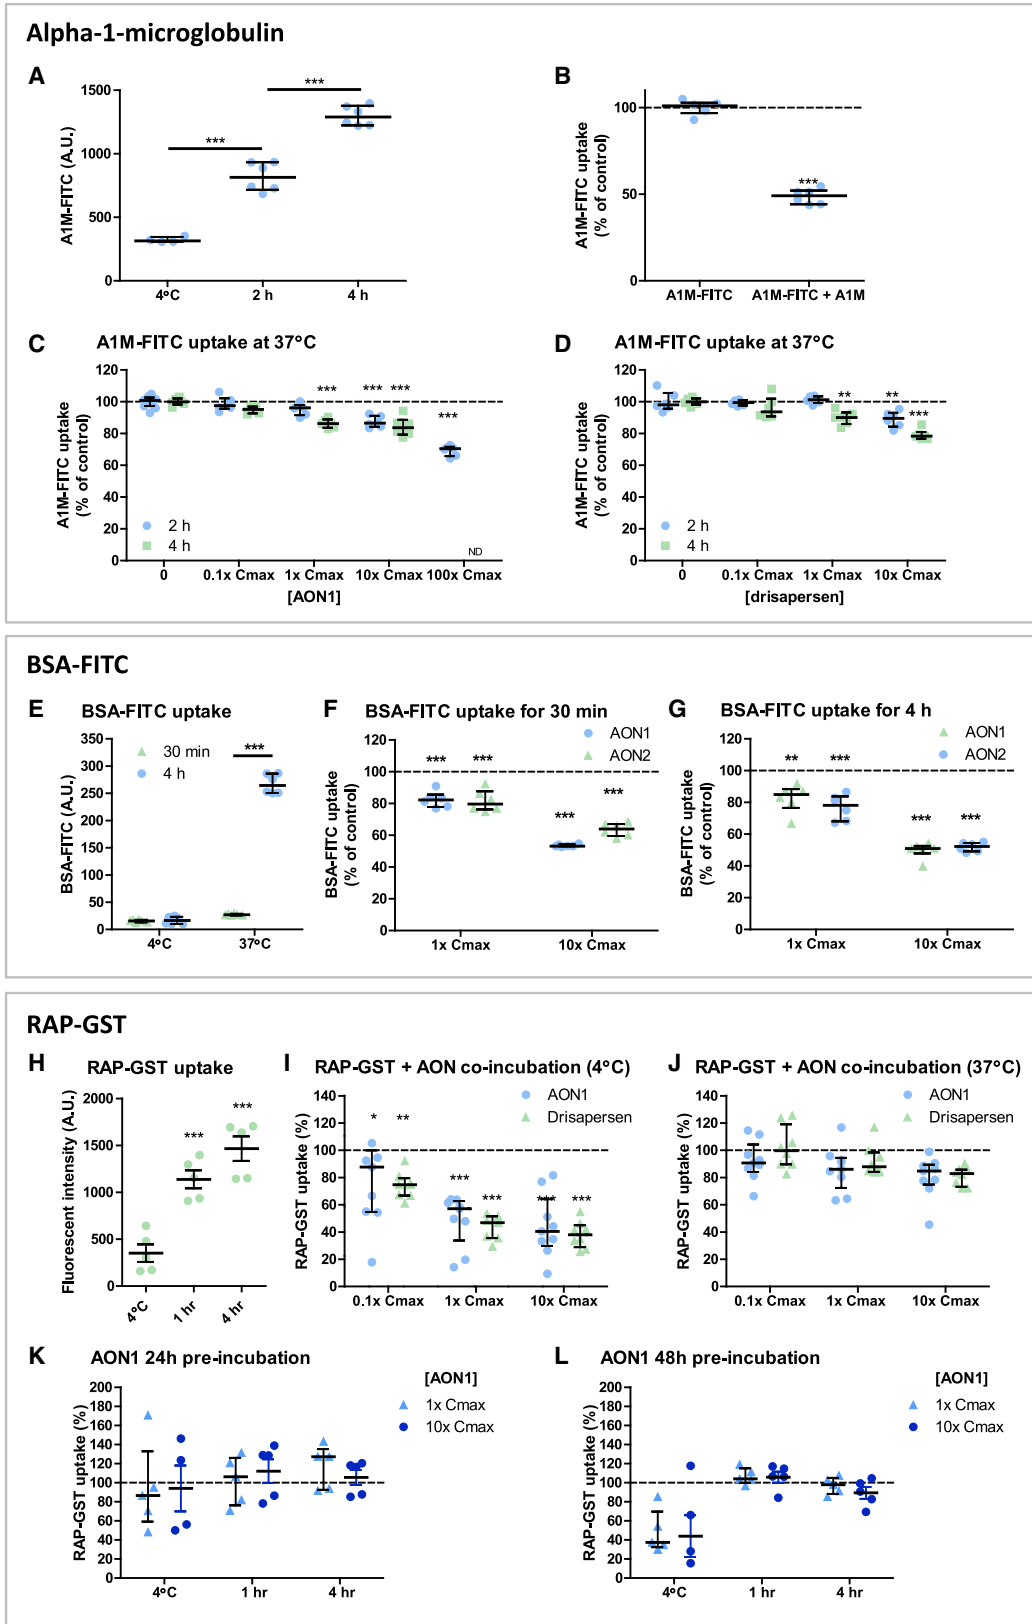 Alpha-1-microglobulin
A
A1M-FITC (A.U.)
1500
1000
500
0
***
***
4ºC
2 h
4 h
B
A1M-FITC uptake
(% of control)
100
50
0
***
A1M-FITC
A1M-FITC + A1M
C
A1M-FITC uptake at 37°C
A1M-FITC uptake
(% of control)
120
100
80
60
40
20
0
***
***
***
***
2 h
4 h
ND
0
0.1x Cmax
1x Cmax
10x Cmax
100x Cmax
[AON1]
D
A1M-FITC uptake at 37°C
A1M-FITC uptake
(% of control)
120
100
80
60
40
20
0
**
**
***
2 h
4 h
0
0.1x Cmax
1x Cmax
10x Cmax
[drisapersen]
BSA-FITC
E
BSA-FITC uptake
BSA-FITC (A.U.)
350
300
250
200
150
100
50
0
30 min
4 h
***
4ºC
37ºC
F
BSA-FITC uptake for 30 min
AON1
AON2
BSA-FITC uptake
(% of control)
120
100
80
60
40
20
0
***
***
***
***
1x Cmax
10x Cmax
G
BSA-FITC uptake for 4 h
AON1
AON2
BSA-FITC uptake
(% of control)
120
100
80
60
40
20
0
**
***
***
***
1x Cmax
10x Cmax
RAP-GST
H
RAP-GST uptake
Fluorescent intensity (A.U.)
2000
1500
1000
500
0
***
***
4ºC
1 hr
4 hr
I
RAP-GST + AON co-incubation (4ºC)
AON1
Drisapersen
RAP-GST uptake (%)
140
120
100
80
60
40
20
0
*
**
***
***
***
***
0.1x Cmax
1x Cmax
10x Cmax
J
RAP-GST + AON co-incubation (37ºC)
AON1
Drisapersen
RAP-GST uptake (%)
140
120
100
80
60
40
20
0
0.1x Cmax
1x Cmax
10x Cmax
K
AON1 24h pre-incubation
[AON1]
1x Cmax
10x Cmax
RAP-GST uptake (%)
200
180
160
140
120
100
80
60
40
20
0
4ºC
1 hr
4 hr
L
AON1 48h pre-incubation
[AON1]
1x Cmax
10x Cmax
RAP-GST uptake (%)
200
180
160
140
120
100
80
60
40
20
0
4ºC
1 hr
4 hr